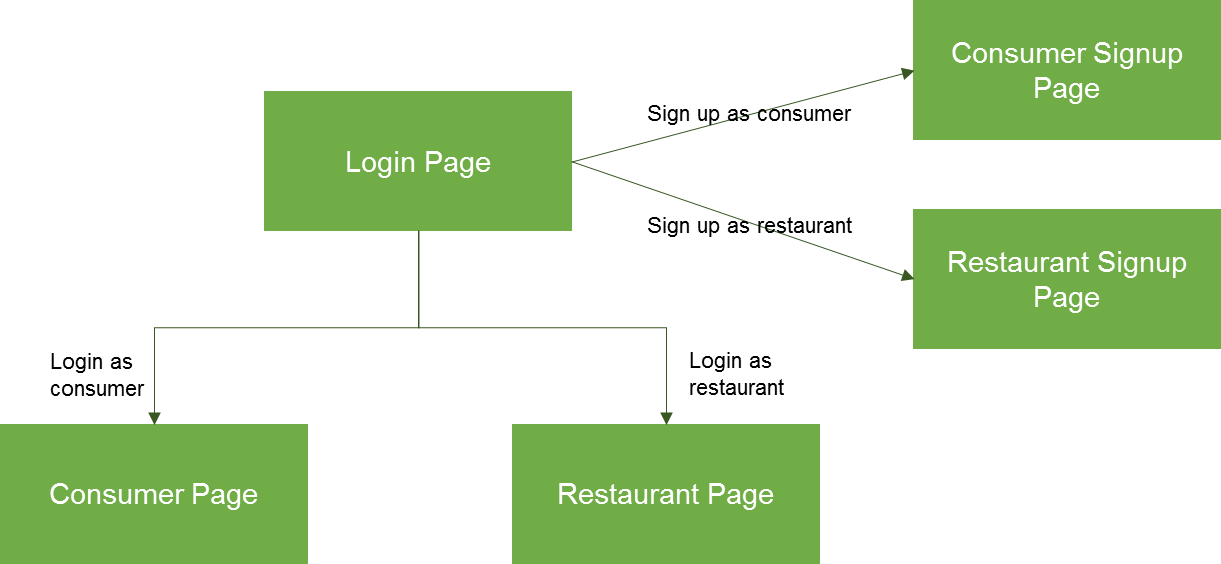 Consumer Signup
Page
Sign up as consumer
Login Page
Sign up as restaurant
Restaurant Signup
Page
Login as
consumer
Login as
restaurant
Consumer Page
Restaurant Page